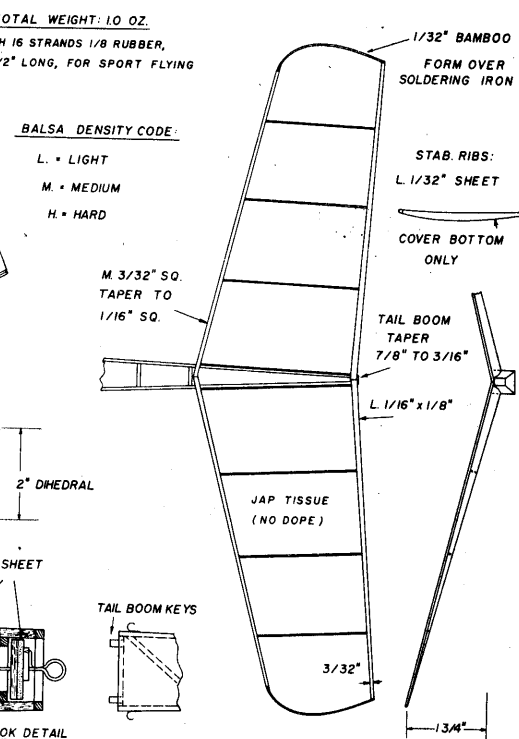 OTAL WEIGHT: 1.0 OZ.
H 16 STRANDS 1/8 RUBBER,
/2" LONG, FOR SPORT FLYING
BALSA DENSITY CODE:
L. = LIGHT
M. = MEDIUM
H. = HARD
1/32" BAMBOO
FORM OVER
SOLDERING IRON
STAB. RIBS:
L. 1/32" SHEET
COVER BOTTOM
ONLY
M. 3/32" SQ.
TAPER TO
1/16" SQ.
TAIL BOOM
TAPER
7/8" TO 3/16"
L. 1/16" x 1/8"
2" DIHEDRAL
JAP TISSUE
(NO DOPE)
SHEET
TAIL BOOM KEYS
3/32"
OK DETAIL
1 3/4"